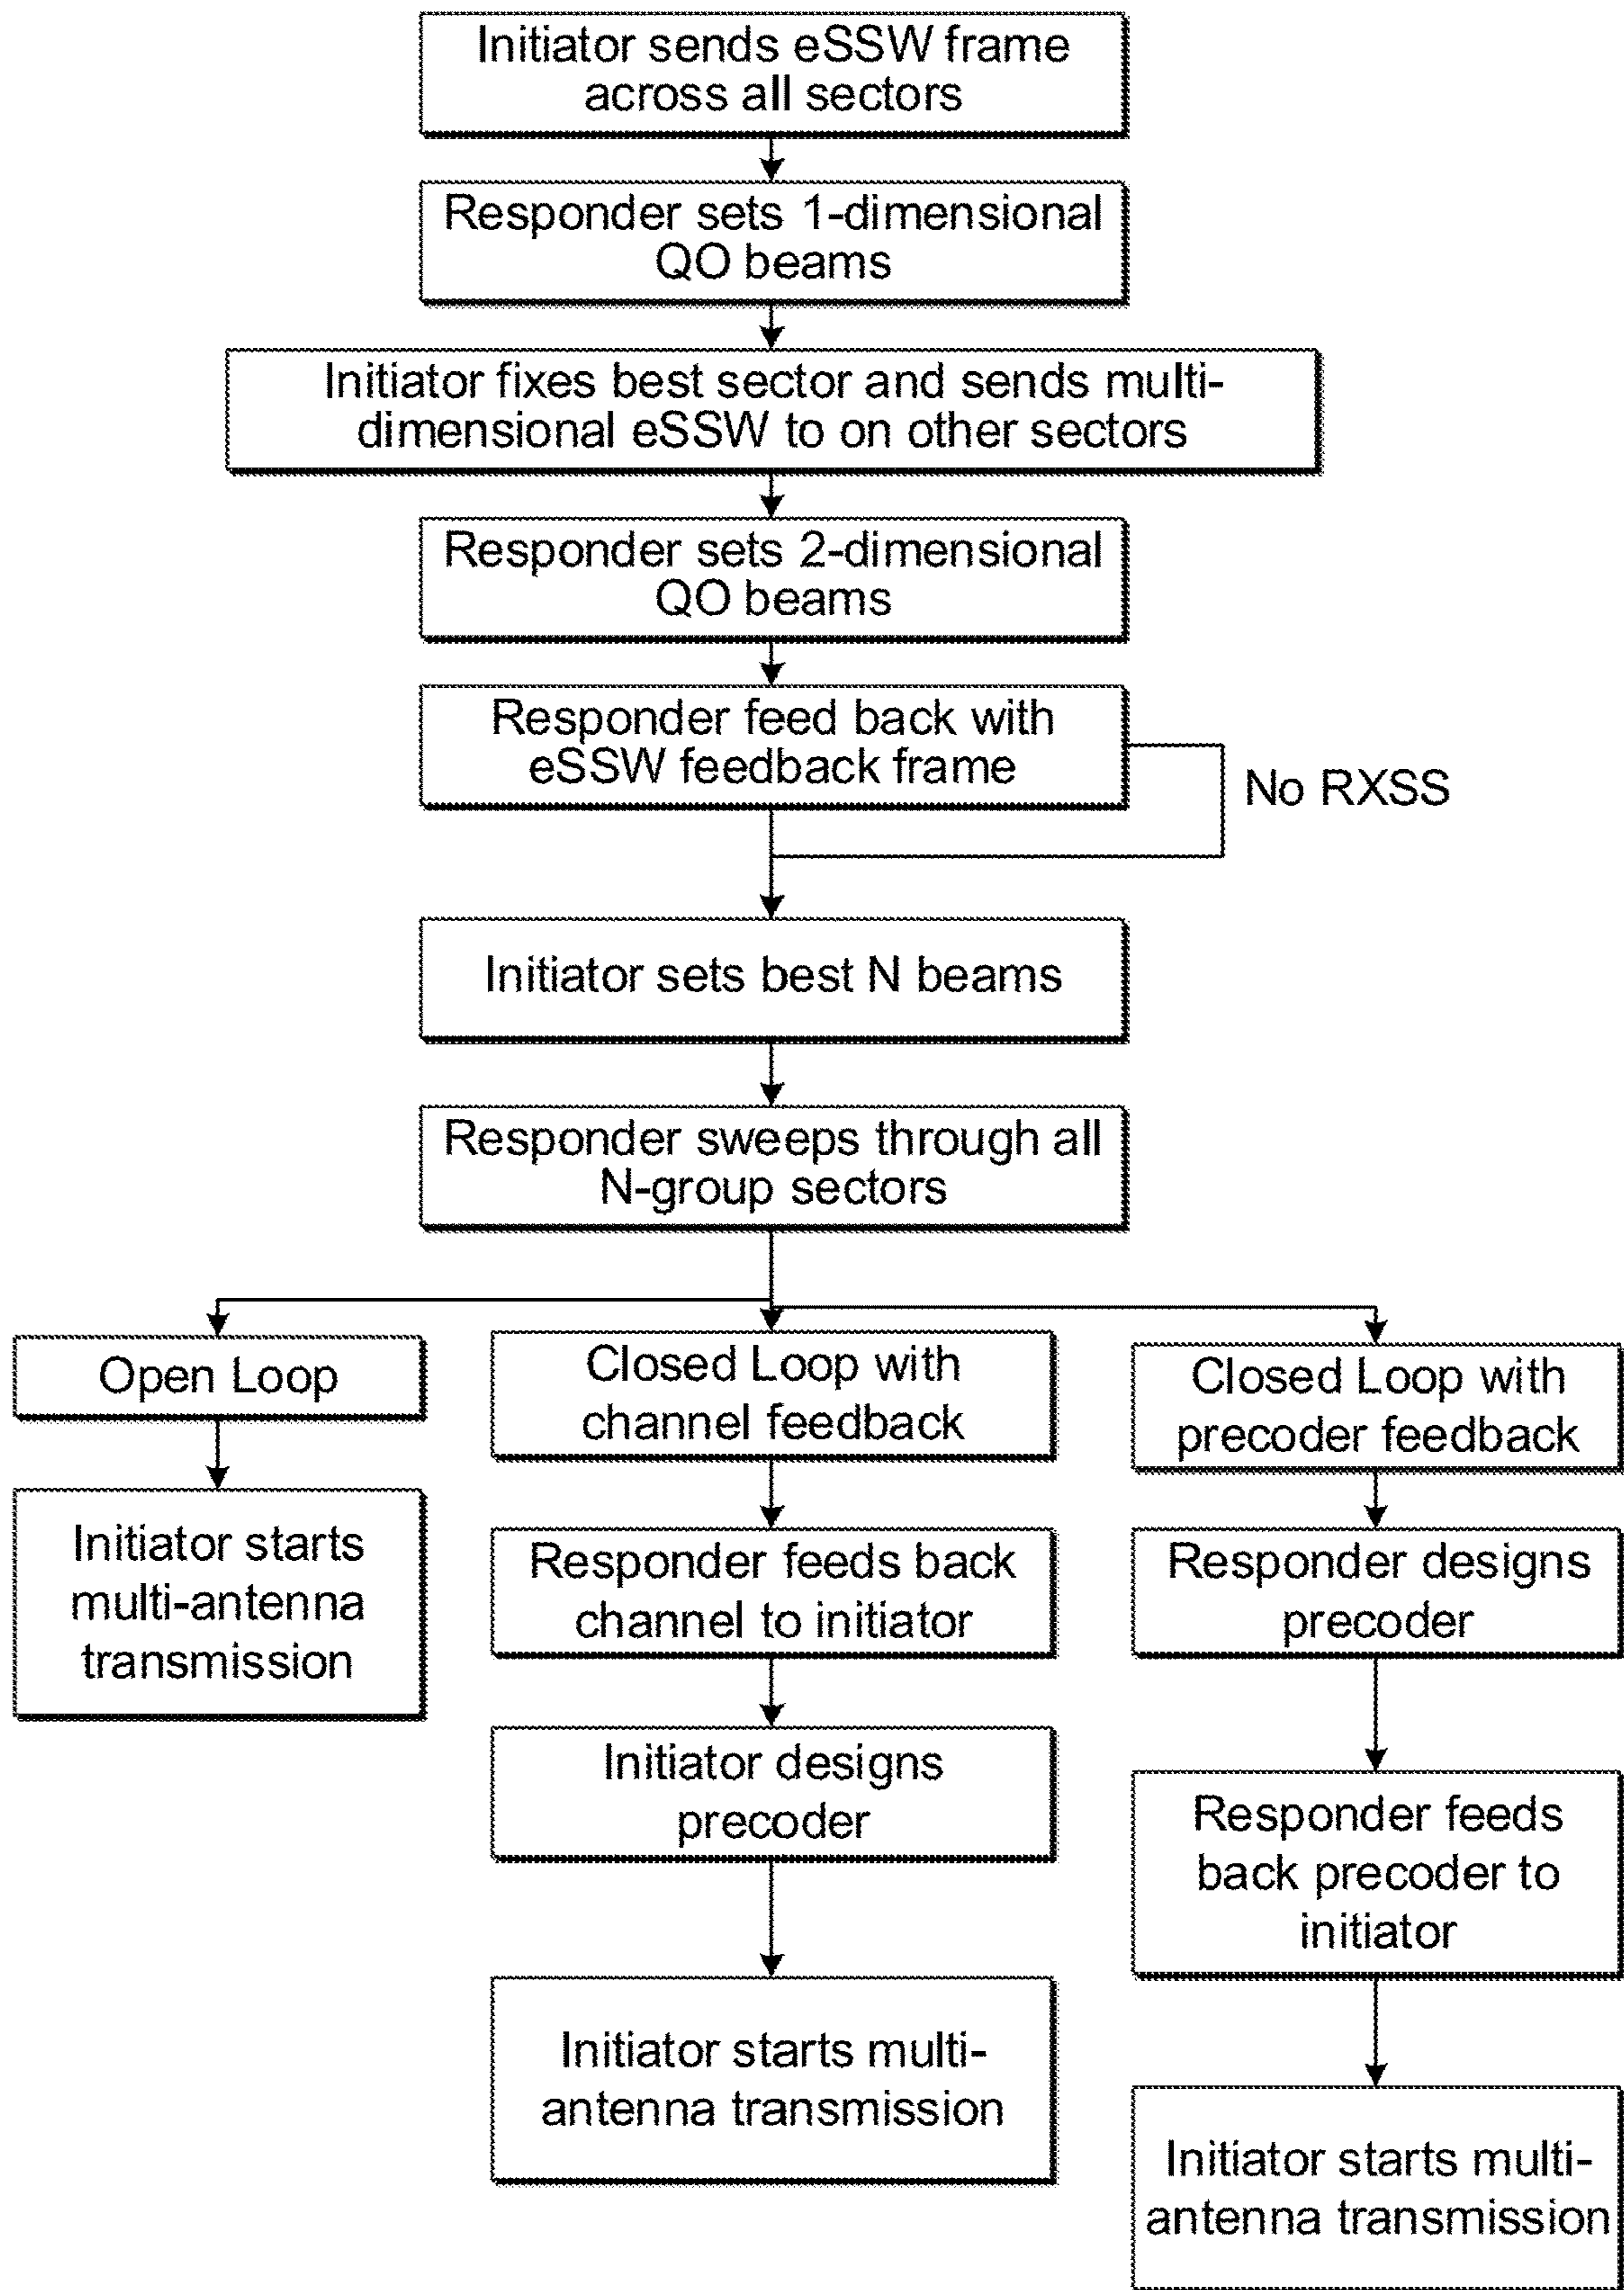 Initiator sends eSSW frame
across all sectors
Responder sets 1-dimensional
QO beams
Initiator fixes best sector and sends multi-
dimensional eSSW to on other sectors
Responder sets 2-dimensional
QO beams
Responder feed back with
eSSW feedback frame
No RXSS
Initiator sets best N beams
Responder sweeps through all
N-group sectors
Open Loop
Initiator starts
multi-antenna
transmission
Closed Loop with
channel feedback
Responder feeds back
channel to initiator
Initiator designs
precoder
Initiator starts multi-
antenna transmission
Closed Loop with
precoder feedback
Responder designs
precoder
Responder feeds
back precoder to
initiator
Initiator starts multi-
antenna transmission